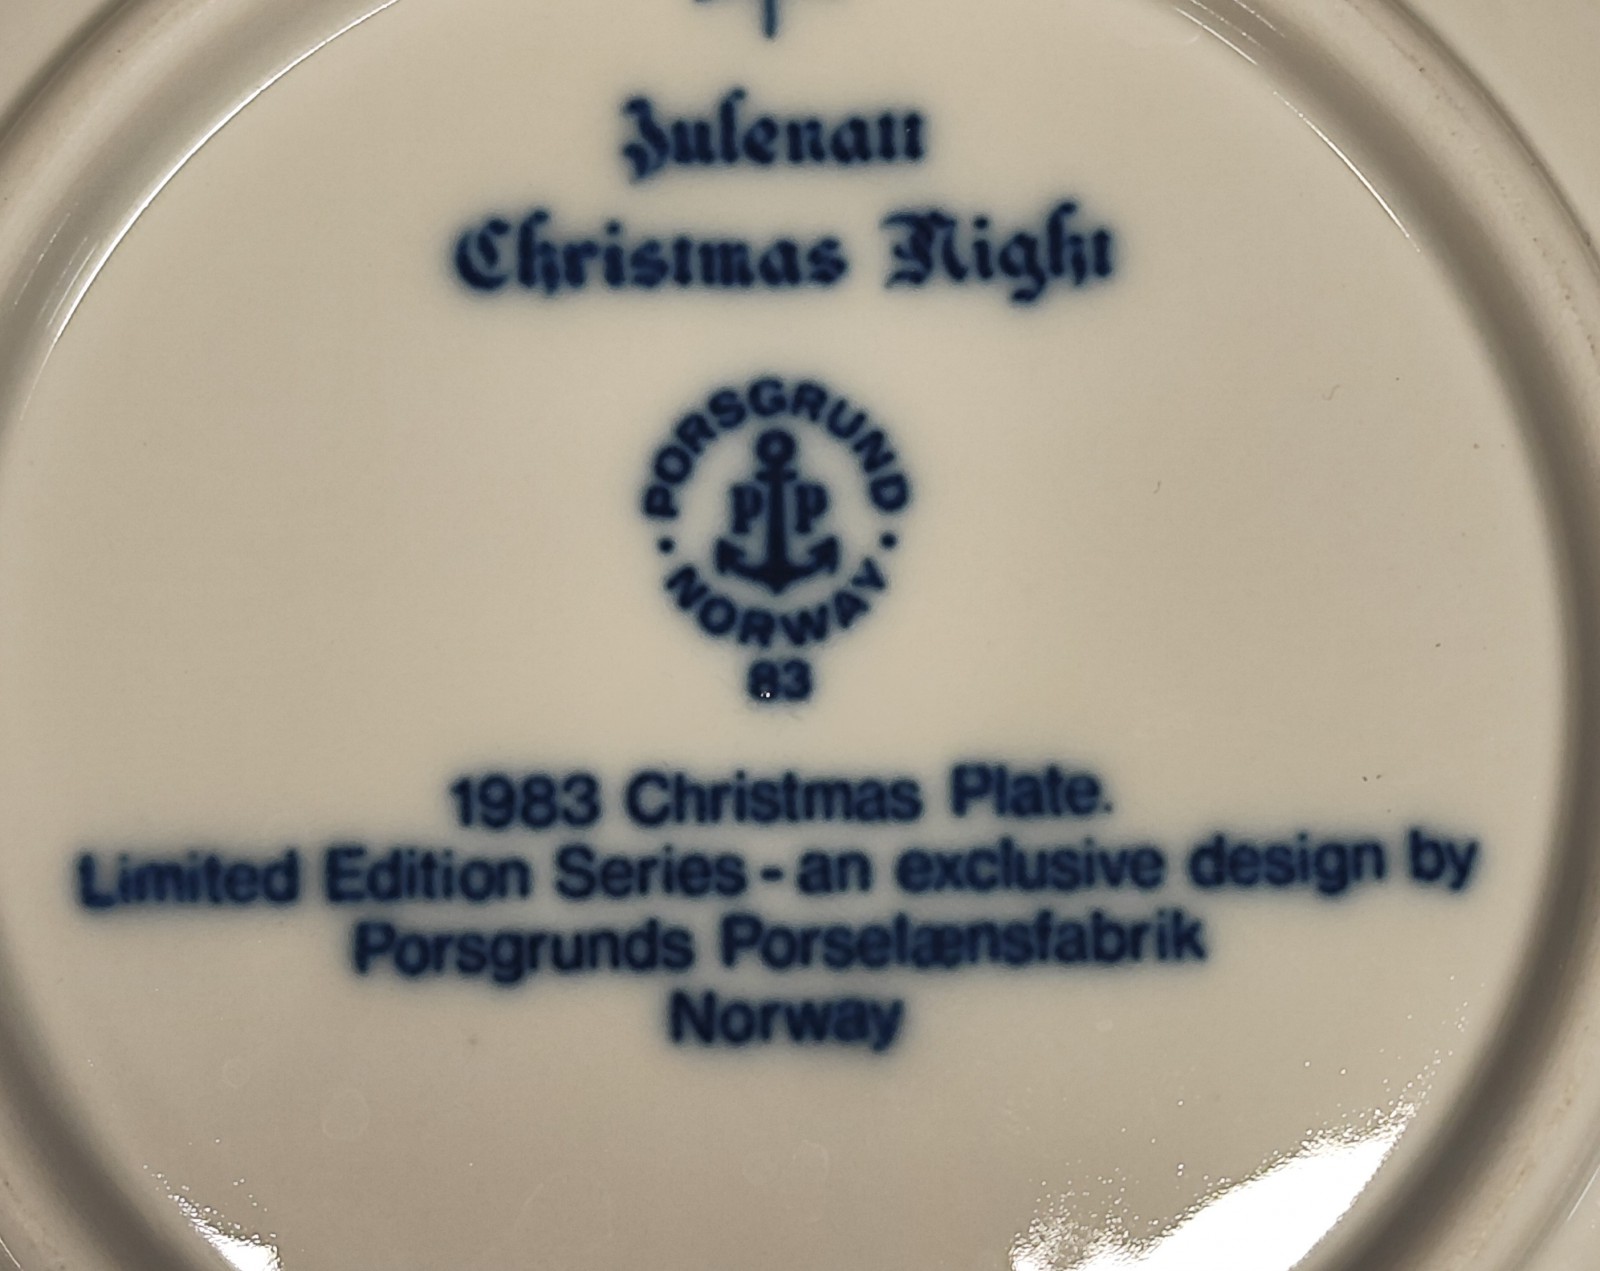 Julenatt
Christmas Night
PORSGRUND
P P
• NORWAY •
83
1983 Christmas Plate.
Limited Edition Series - an exclusive design by
Porsgrunds Porselænsfabrik
Norway